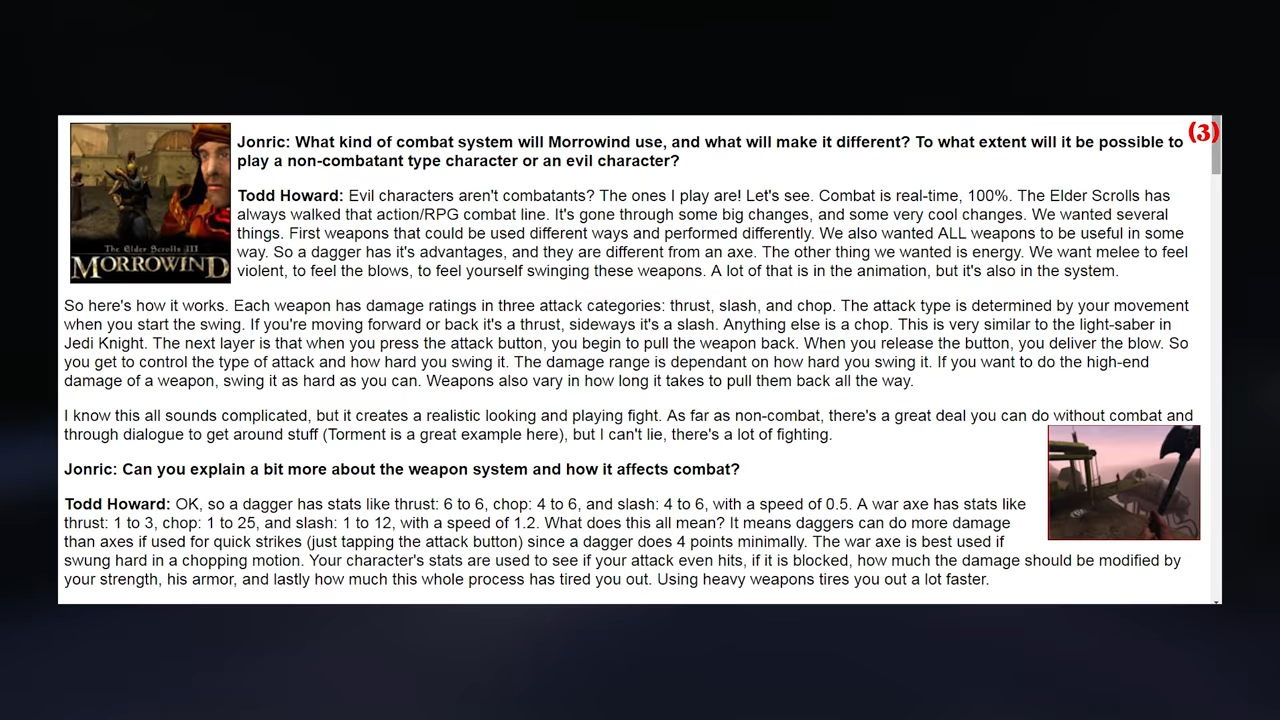 (3)
Jonric: What kind of combat system will Morrowind use, and what will make it different? To what extent will it be possible to
play a non-combatant type character or an evil character?
Todd Howard: Evil characters aren't combatants? The ones I play are! Let's see. Combat is real-time, 100%. The Elder Scrolls has
always walked that action/RPG combat line. It's gone through some big changes, and some very cool changes. We wanted several
things. First weapons that could be used different ways and performed differently. We also wanted ALL weapons to be useful in some
way. So a dagger has it's advantages, and they are different from an axe. The other thing we wanted is energy. We want melee to feel
violent, to feel the blows, to feel yourself swinging these weapons. A lot of that is in the animation, but it's also in the system.
The Elder Scrolls III
MORROWIND
So here's how it works. Each weapon has damage ratings in three attack categories: thrust, slash, and chop. The attack type is determined by your movement
when you start the swing. If you're moving forward or back it's a thrust, sideways it's a slash. Anything else is a chop. This is very similar to the light-saber in
Jedi Knight. The next layer is that when you press the attack button, you begin to pull the weapon back. When you release the button, you deliver the blow. So
you get to control the type of attack and how hard you swing it. The damage range is dependant on how hard you swing it. If you want to do the high-end
damage of a weapon, swing it as hard as you can. Weapons also vary in how long it takes to pull them back all the way.
I know this all sounds complicated, but it creates a realistic looking and playing fight. As far as non-combat, there's a great deal you can do without combat and
through dialogue to get around stuff (Torment is a great example here), but I can't lie, there's a lot of fighting.
Jonric: Can you explain a bit more about the weapon system and how it affects combat?
Todd Howard: OK, so a dagger has stats like thrust: 6 to 6, chop: 4 to 6, and slash: 4 to 6, with a speed of 0.5. A war axe has stats like
thrust: 1 to 3, chop: 1 to 25, and slash: 1 to 12, with a speed of 1.2. What does this all mean? It means daggers can do more damage
than axes if used for quick strikes (just tapping the attack button) since a dagger does 4 points minimally. The war axe is best used if
swung hard in a chopping motion. Your character's stats are used to see if your attack even hits, if it is blocked, how much the damage should be modified by
your strength, his armor, and lastly how much this whole process has tired you out. Using heavy weapons tires you out a lot faster.